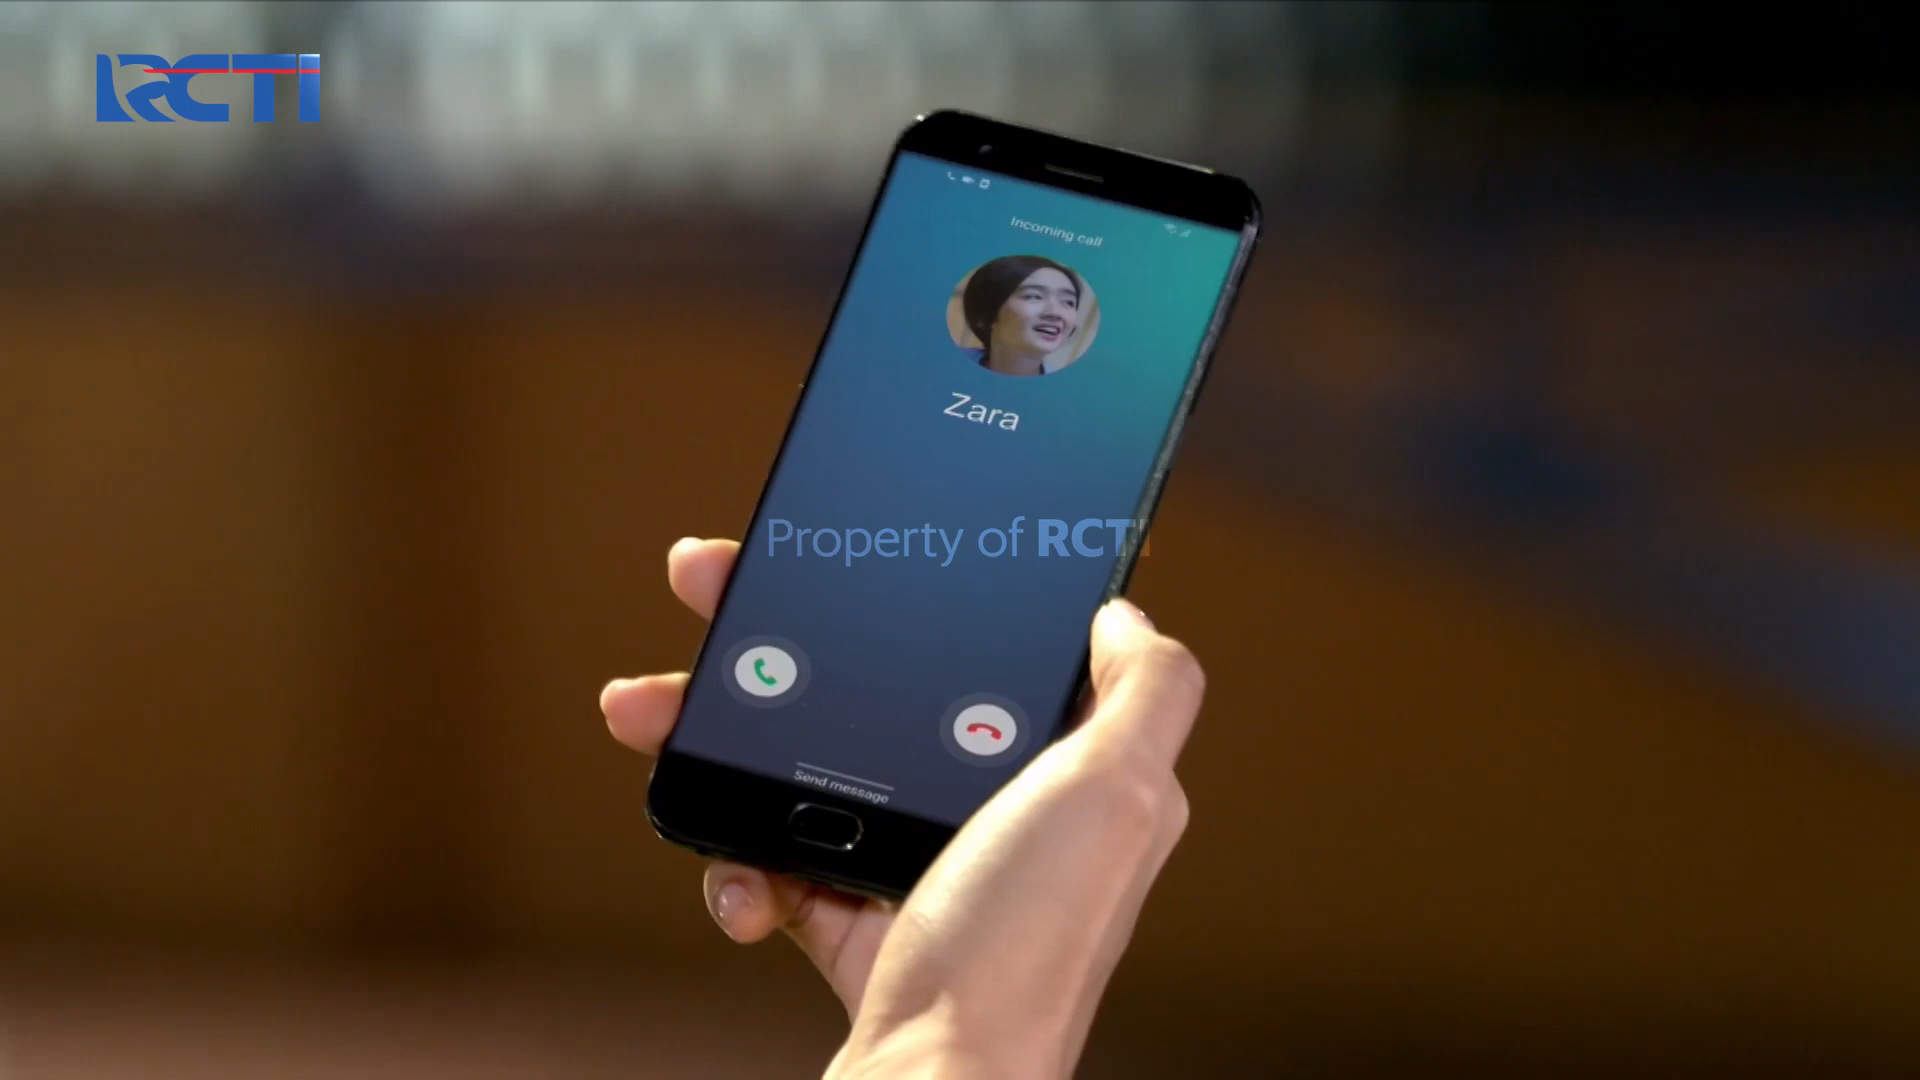 RCTI
Incoming call
Zara
Property of RCTI
Send message